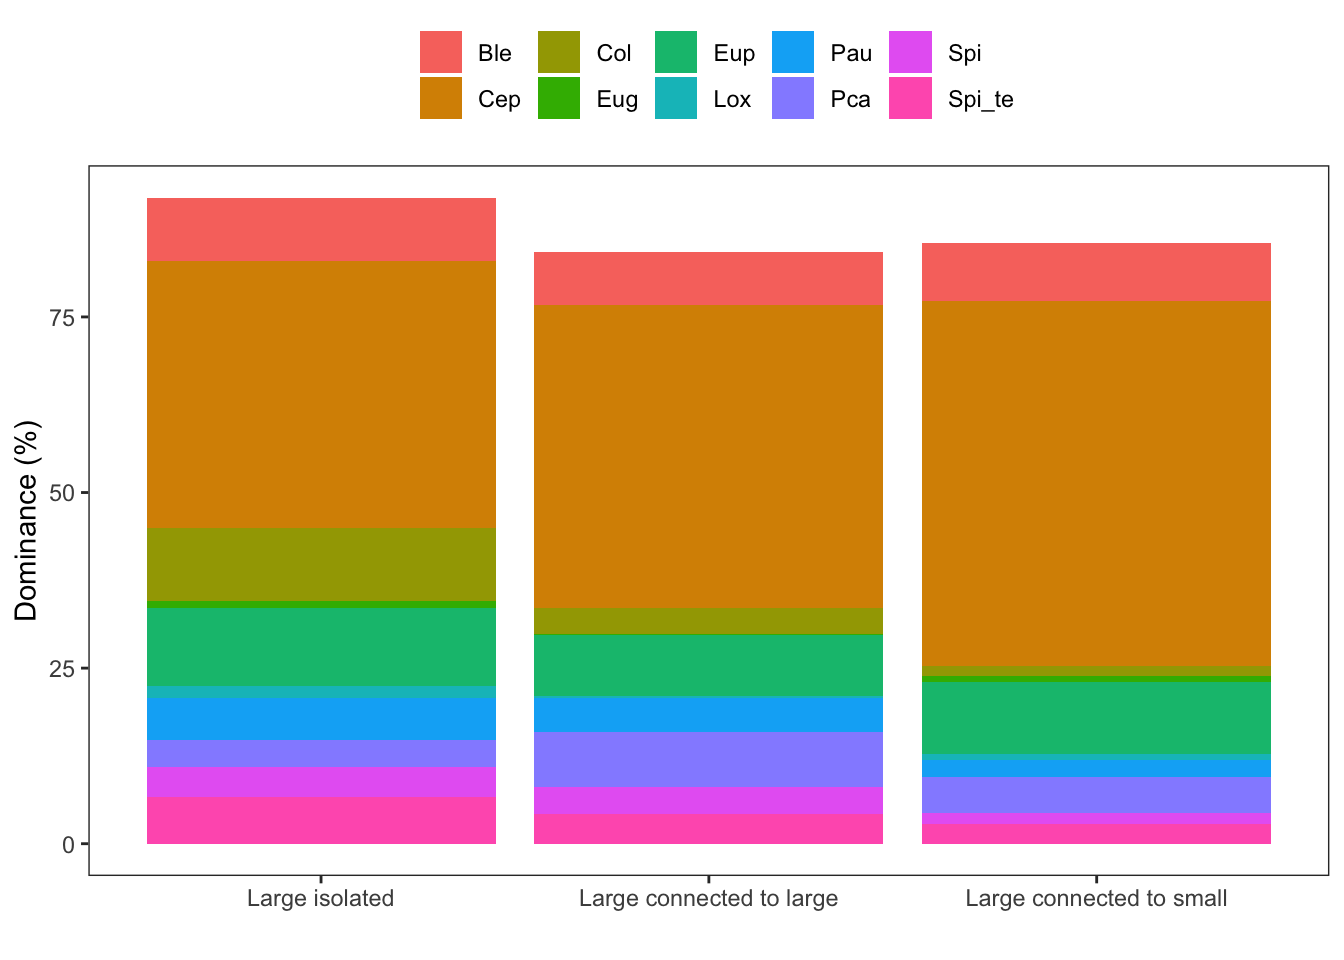 Ble Col Eup Pau Spi
Cep Eug Lox Pca Spi_te
Dominance (%)
75
50
25
0
Large isolated Large connected to large Large connected to small